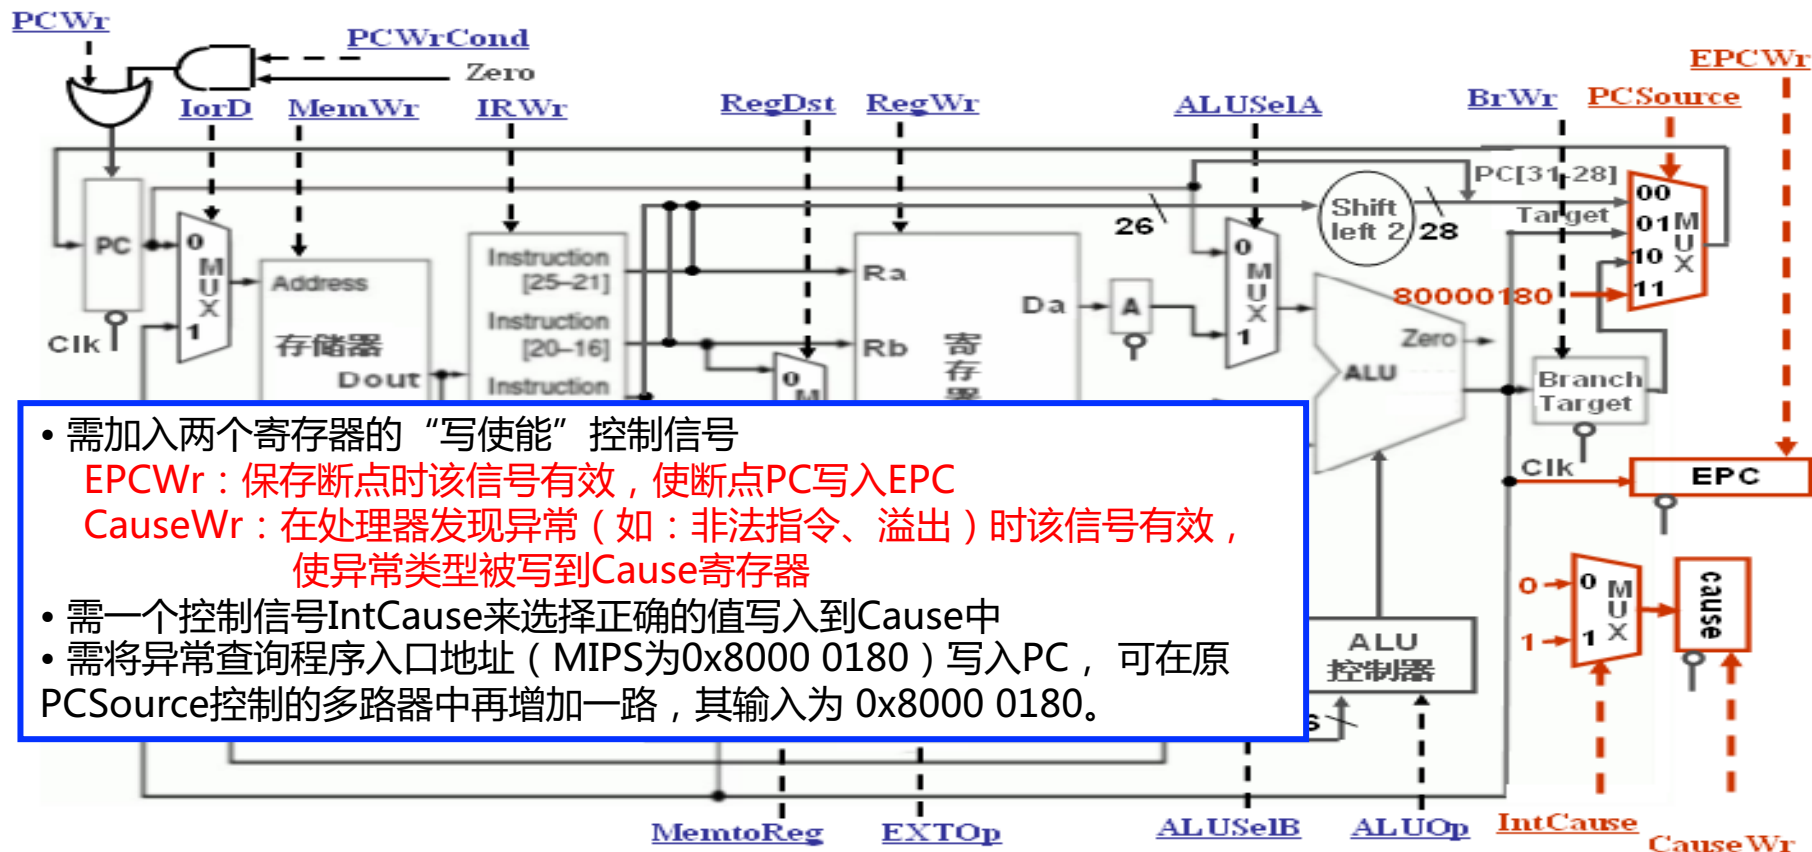 PCWr
PCWrCond
Zero
EPCWr
IorD
MemWr
IRWr
RegDst
RegWr
ALUSelA
BrWr
PCSource
PC[31-28]
00
Shift
left 2
26
28
Target
01
MUX
10
11
80000180
PC
0
MUX
1
Clk
Address
存储器
Dout
Instruction
[25–21]
Instruction
[20–16]
Instruction
Ra
Rb
寄存器
Da
A
0
M
0
MUX
1
Zero
ALU
Branch
Target
Clk
EPC
• 需加入两个寄存器的“写使能”控制信号
EPCWr：保存断点时该信号有效，使断点PC写入EPC
CauseWr：在处理器发现异常（如：非法指令、溢出）时该信号有效，
使异常类型被写到Cause寄存器
• 需一个控制信号IntCause来选择正确的值写入到Cause中
• 需将异常查询程序入口地址（MIPS为0x8000 0180）写入PC， 可在原
PCSource控制的多路器中再增加一路，其输入为 0x8000 0180。
0
0
MUX
1
1
cause
ALU
控制器
MemtoReg
EXTOp
ALUSelB
ALUOp
IntCause
CauseWr